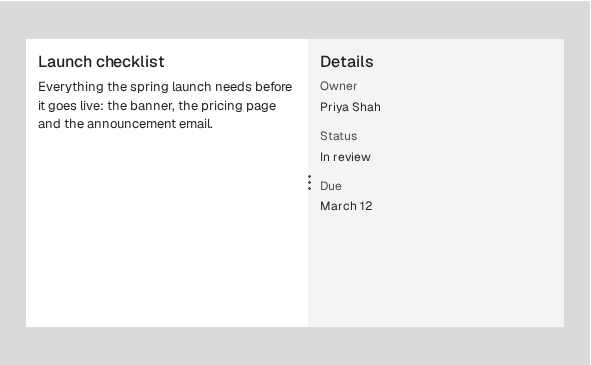 Launch checklist
Everything the spring launch needs before
it goes live: the banner, the pricing page
and the announcement email.
Details
Owner
Priya Shah
Status
In review
Due
March 12